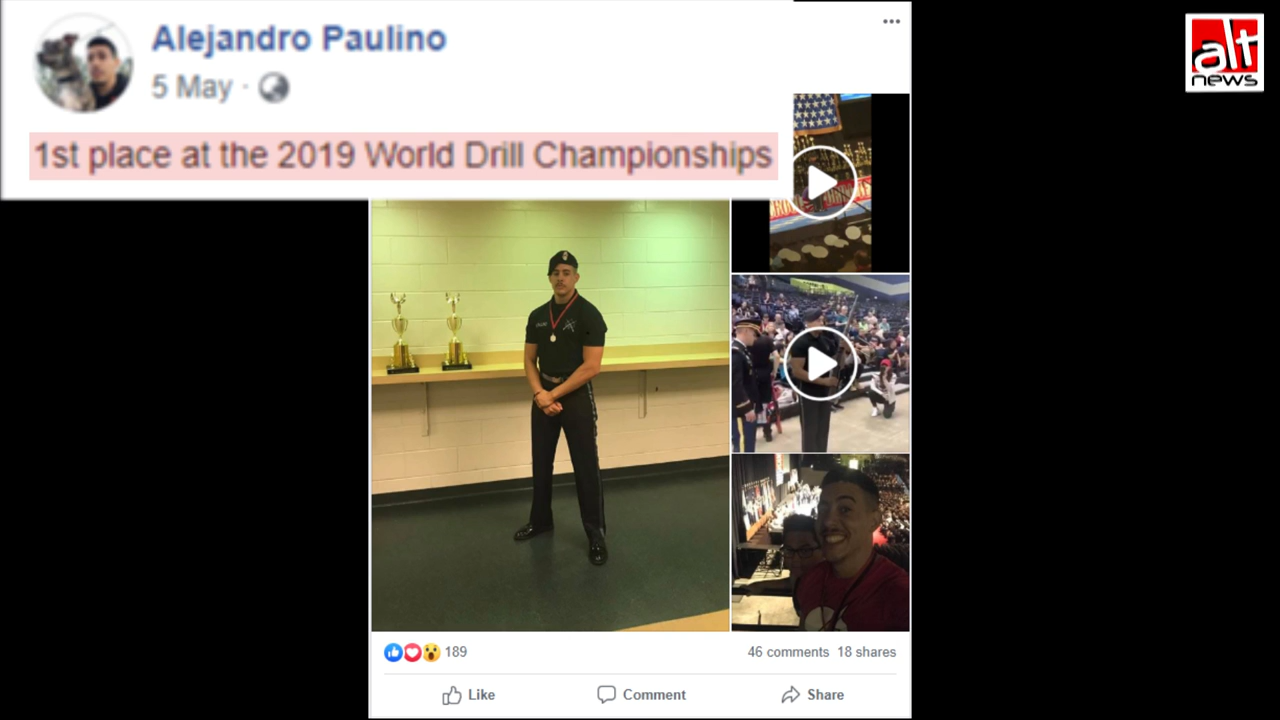 Alejandro Paulino
5 May ·
1st place at the 2019 World Drill Championships
alt
news
189
46 comments 18 shares
Like
Comment
Share